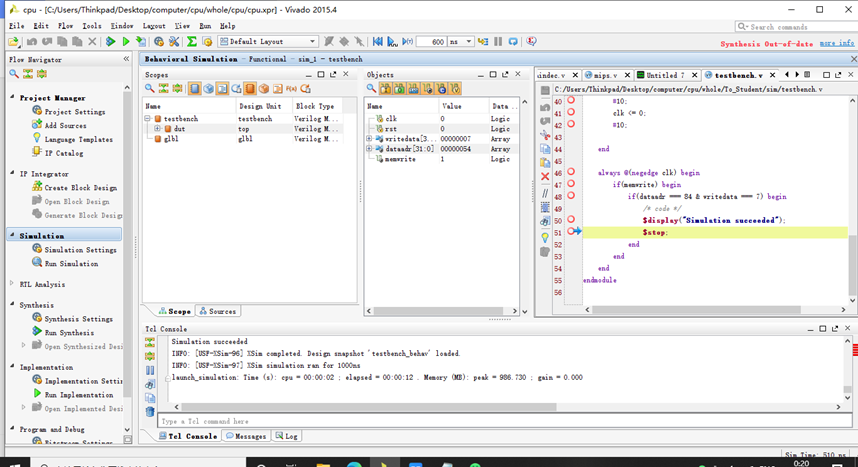 cpu - [C:/Users/Thinkpad/Desktop/computer/cpu/whole/cpu/cpu.xpr] - Vivado 2015.4
File Edit Flow Tools Window Layout View Run Help
Search commands
Default Layout
600 ns
Synthesis Out-of-date more info
Flow Navigator
Behavioral Simulation - Functional - sim_1 - testbench
Project Manager
Project Settings
Add Sources
Language Templates
IP Catalog
IP Integrator
Create Block Design
Open Block Design
Generate Block Design
Simulation
Simulation Settings
Run Simulation
RTL Analysis
Synthesis
Synthesis Settings
Run Synthesis
Open Synthesized Desi
Implementation
Implementation Setti
Run Implementation
Open Implemented Desi
Program and Debug
Bitstream Settings
Scopes
Name Design Unit Block Type
testbench testbench Verilog M...
dut top Verilog M...
glbl glbl Verilog M...
Scope Sources
Objects
Name Value Data ...
clk 0 Logic
rst 0 Logic
writedata[3... 00000007 Array
dataadr[31:0] 00000054 Array
memwrite 1 Logic
index.v mips.v Untitled 7 testbench.v
C:/Users/Thinkpad/Desktop/computer/cpu/whole/To_Student/sim/testbench.v
40 #10;
41 clk <= 0;
42 #10;
43
44 end
45
46 always @(negedge clk) begin
47 if(memwrite) begin
48 if(dataadr === 84 & writedata === 7) begin
49 /* code */
50 $display("Simulation succeeded");
51 $stop;
52 end
53 end
54 end
55 endmodule
56
Tcl Console
Simulation succeeded
INFO: [USF-XSim-96] XSim completed. Design snapshot 'testbench_behav' loaded.
INFO: [USF-XSim-97] XSim simulation ran for 1000ns
launch_simulation: Time (s): cpu = 00:00:02 ; elapsed = 00:00:12 . Memory (MB): peak = 986.730 ; gain = 0.000
Type a Tcl command here
Tcl Console Messages Log
Sim Time: 510 ns
0:20